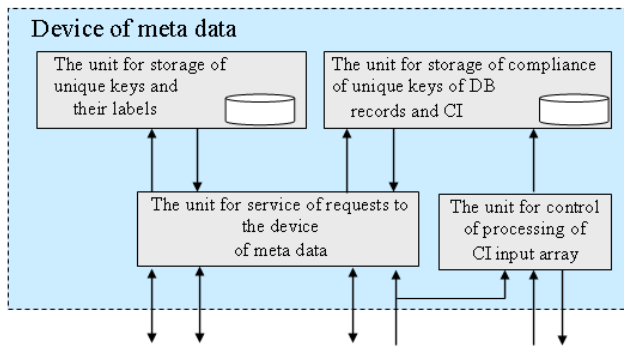 Device of meta data
The unit for storage of
unique keys and
their labels
The unit for storage of compliance
of unique keys of DB
records and CI
The unit for service of requests to
the device
of meta data
The unit for control
of processing of
CI input array